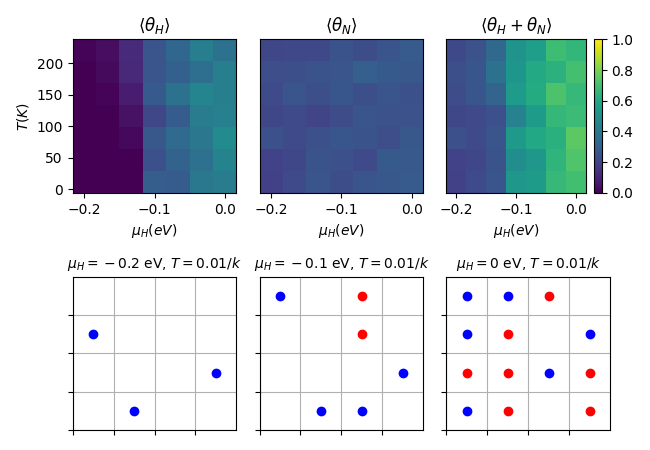 ⟨θ_H⟩ ⟨θ_N⟩ ⟨θ_H + θ_N⟩
T(K)
200
150
100
50
0
−0.2 −0.1 0.0
μ_H(eV)
−0.2 −0.1 0.0
μ_H(eV)
−0.2 −0.1 0.0
μ_H(eV)
1.0
0.8
0.6
0.4
0.2
0.0
μ_H = −0.2 eV, T = 0.01/k
μ_H = −0.1 eV, T = 0.01/k
μ_H = 0 eV, T = 0.01/k